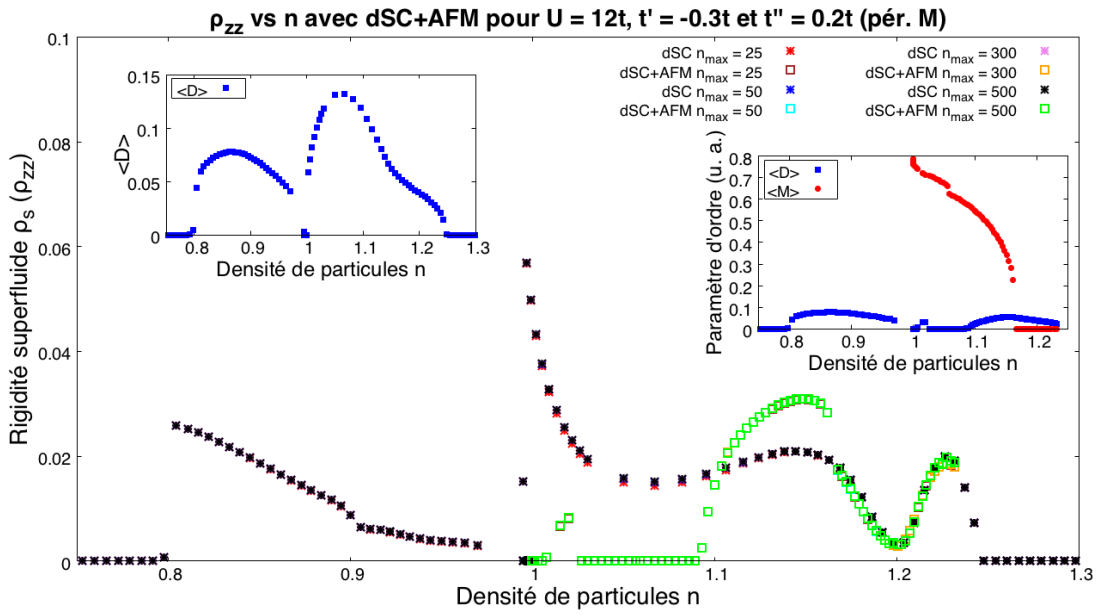 ρzz vs n avec dSC+AFM pour U = 12t, t' = -0.3t et t'' = 0.2t (pér. M)
dSC nmax = 25
dSC+AFM nmax = 25
dSC nmax = 50
dSC+AFM nmax = 50
dSC nmax = 300
dSC+AFM nmax = 300
dSC nmax = 500
dSC+AFM nmax = 500
Rigidité superfluide ρs (ρzz)
0.1
0.08
0.06
0.04
0.02
0
0.8
0.9
1
1.1
1.2
1.3
Densité de particules n
<D>
<D>
0.15
0.1
0.05
0
0.8
0.9
1
1.1
1.2
1.3
Densité de particules n
Paramètre d'ordre (u. a.)
<D>
<M>
0.8
0.7
0.6
0.5
0.4
0.3
0.2
0.1
0
0.8
0.9
1
1.1
1.2
Densité de particules n